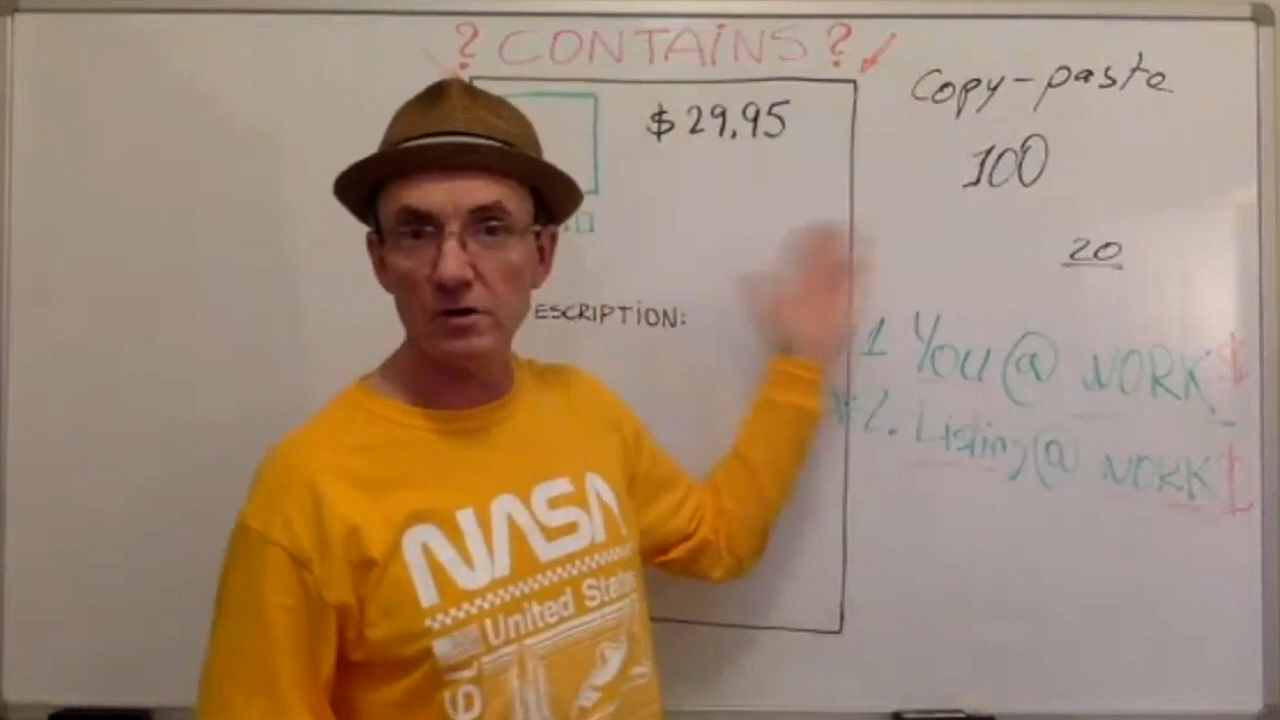 ? CONTAiNS ?
$ 29.95
ESCRIPTiON:
Copy-paste
100
20
1 You @ WORK $
#2. Listing @ WORK $
NASA
United States